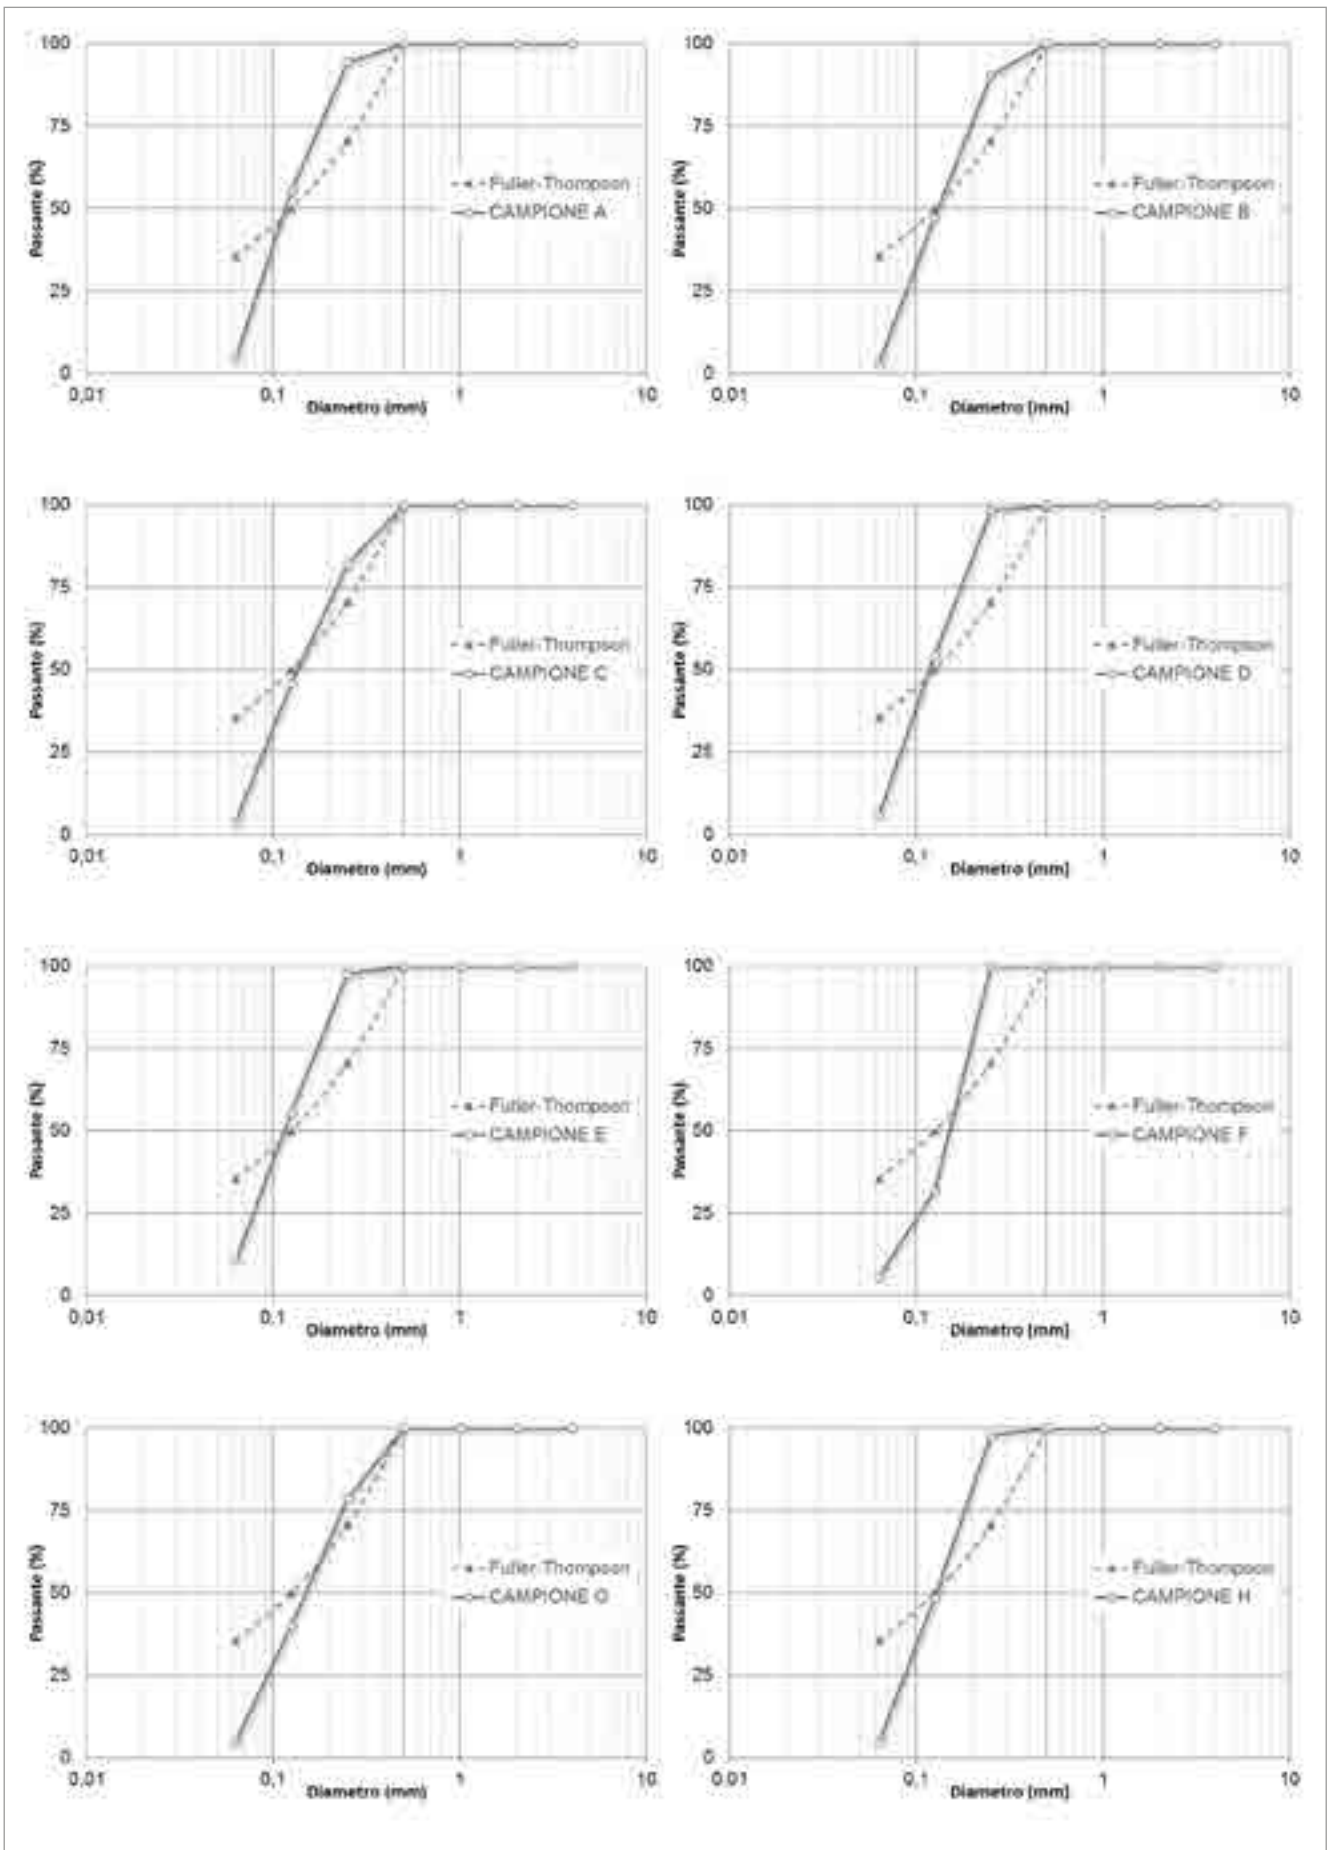 100
75
50
25
0
Passante (%)
0,01
0,1
1
10
Diametro (mm)
Fuller-Thompson
CAMPIONE A
100
75
50
25
0
Passante (%)
0,01
0,1
1
10
Diametro (mm)
Fuller-Thompson
CAMPIONE B
100
75
50
25
0
Passante (%)
0,01
0,1
1
10
Diametro (mm)
Fuller-Thompson
CAMPIONE C
100
75
50
25
0
Passante (%)
0,01
0,1
1
10
Diametro (mm)
Fuller-Thompson
CAMPIONE D
100
75
50
25
0
Passante (%)
0,01
0,1
1
10
Diametro (mm)
Fuller-Thompson
CAMPIONE E
100
75
50
25
0
Passante (%)
0,01
0,1
1
10
Diametro (mm)
Fuller-Thompson
CAMPIONE F
100
75
50
25
0
Passante (%)
0,01
0,1
1
10
Diametro (mm)
Fuller-Thompson
CAMPIONE G
100
75
50
25
0
Passante (%)
0,01
0,1
1
10
Diametro (mm)
Fuller-Thompson
CAMPIONE H